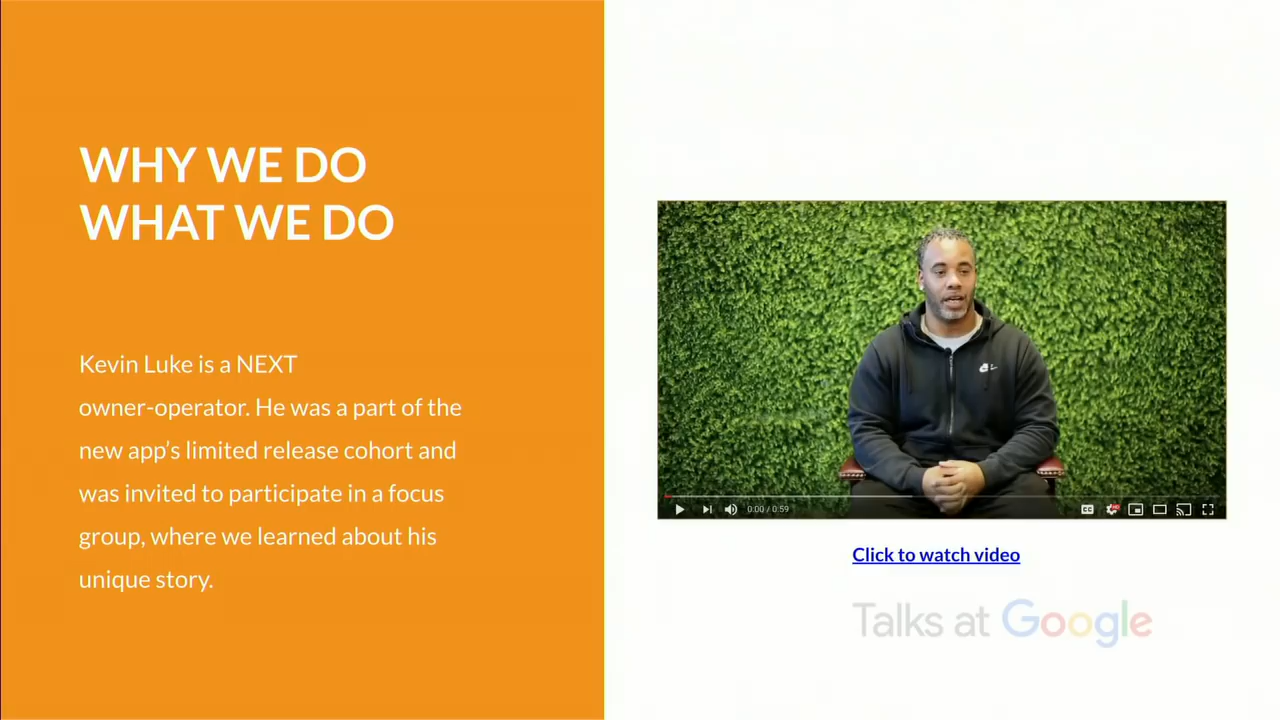 WHY WE DO
WHAT WE DO
Kevin Luke is a NEXT
owner-operator. He was a part of the
new app's limited release cohort and
was invited to participate in a focus
group, where we learned about his
unique story.
0:00 / 0:59
CC
HD
Click to watch video
Talks at Google